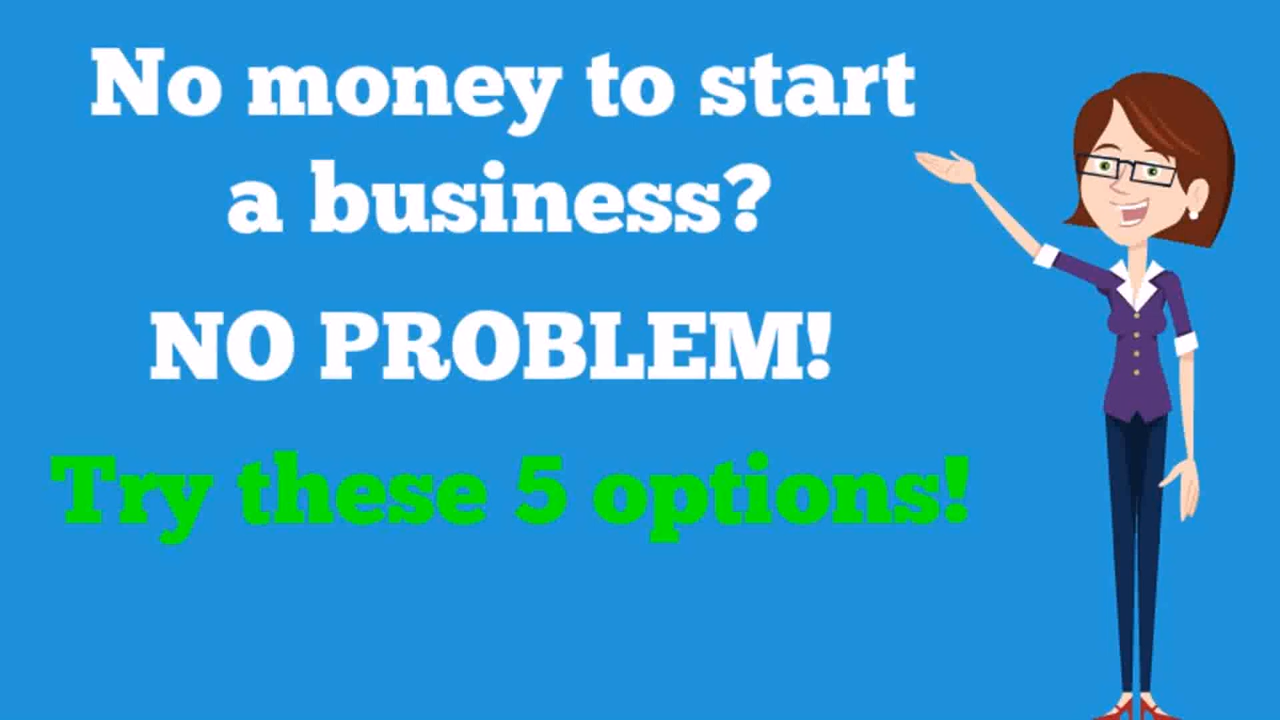 No money to start
a business?
NO PROBLEM!
Try these 5 options!